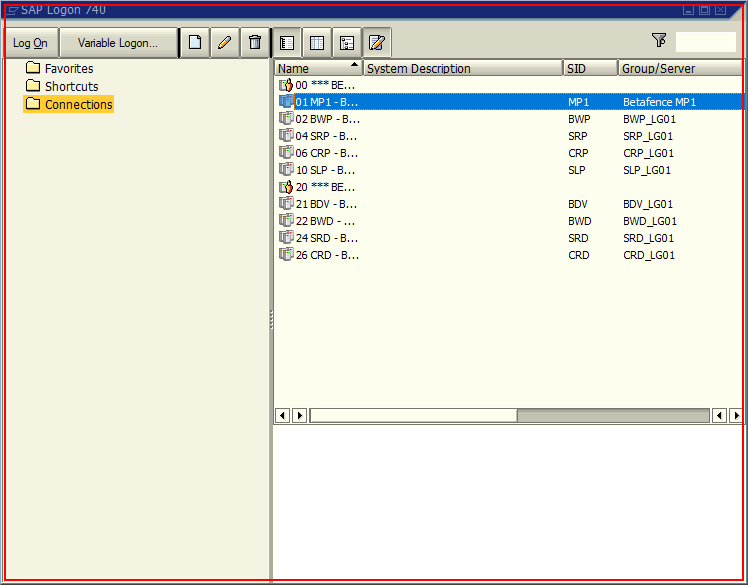 SAP Logon 740
Log On Variable Logon...
Favorites
Shortcuts
Connections
Name System Description SID Group/Server
00 *** BE...
01 MP1 - B... MP1 Betafence MP1
02 BWP - B... BWP BWP_LG01
04 SRP - B... SRP SRP_LG01
06 CRP - B... CRP CRP_LG01
10 SLP - B... SLP SLP_LG01
20 *** BE...
21 BDV - B... BDV BDV_LG01
22 BWD - ... BWD BWD_LG01
24 SRD - B... SRD SRD_LG01
26 CRD - B... CRD CRD_LG01